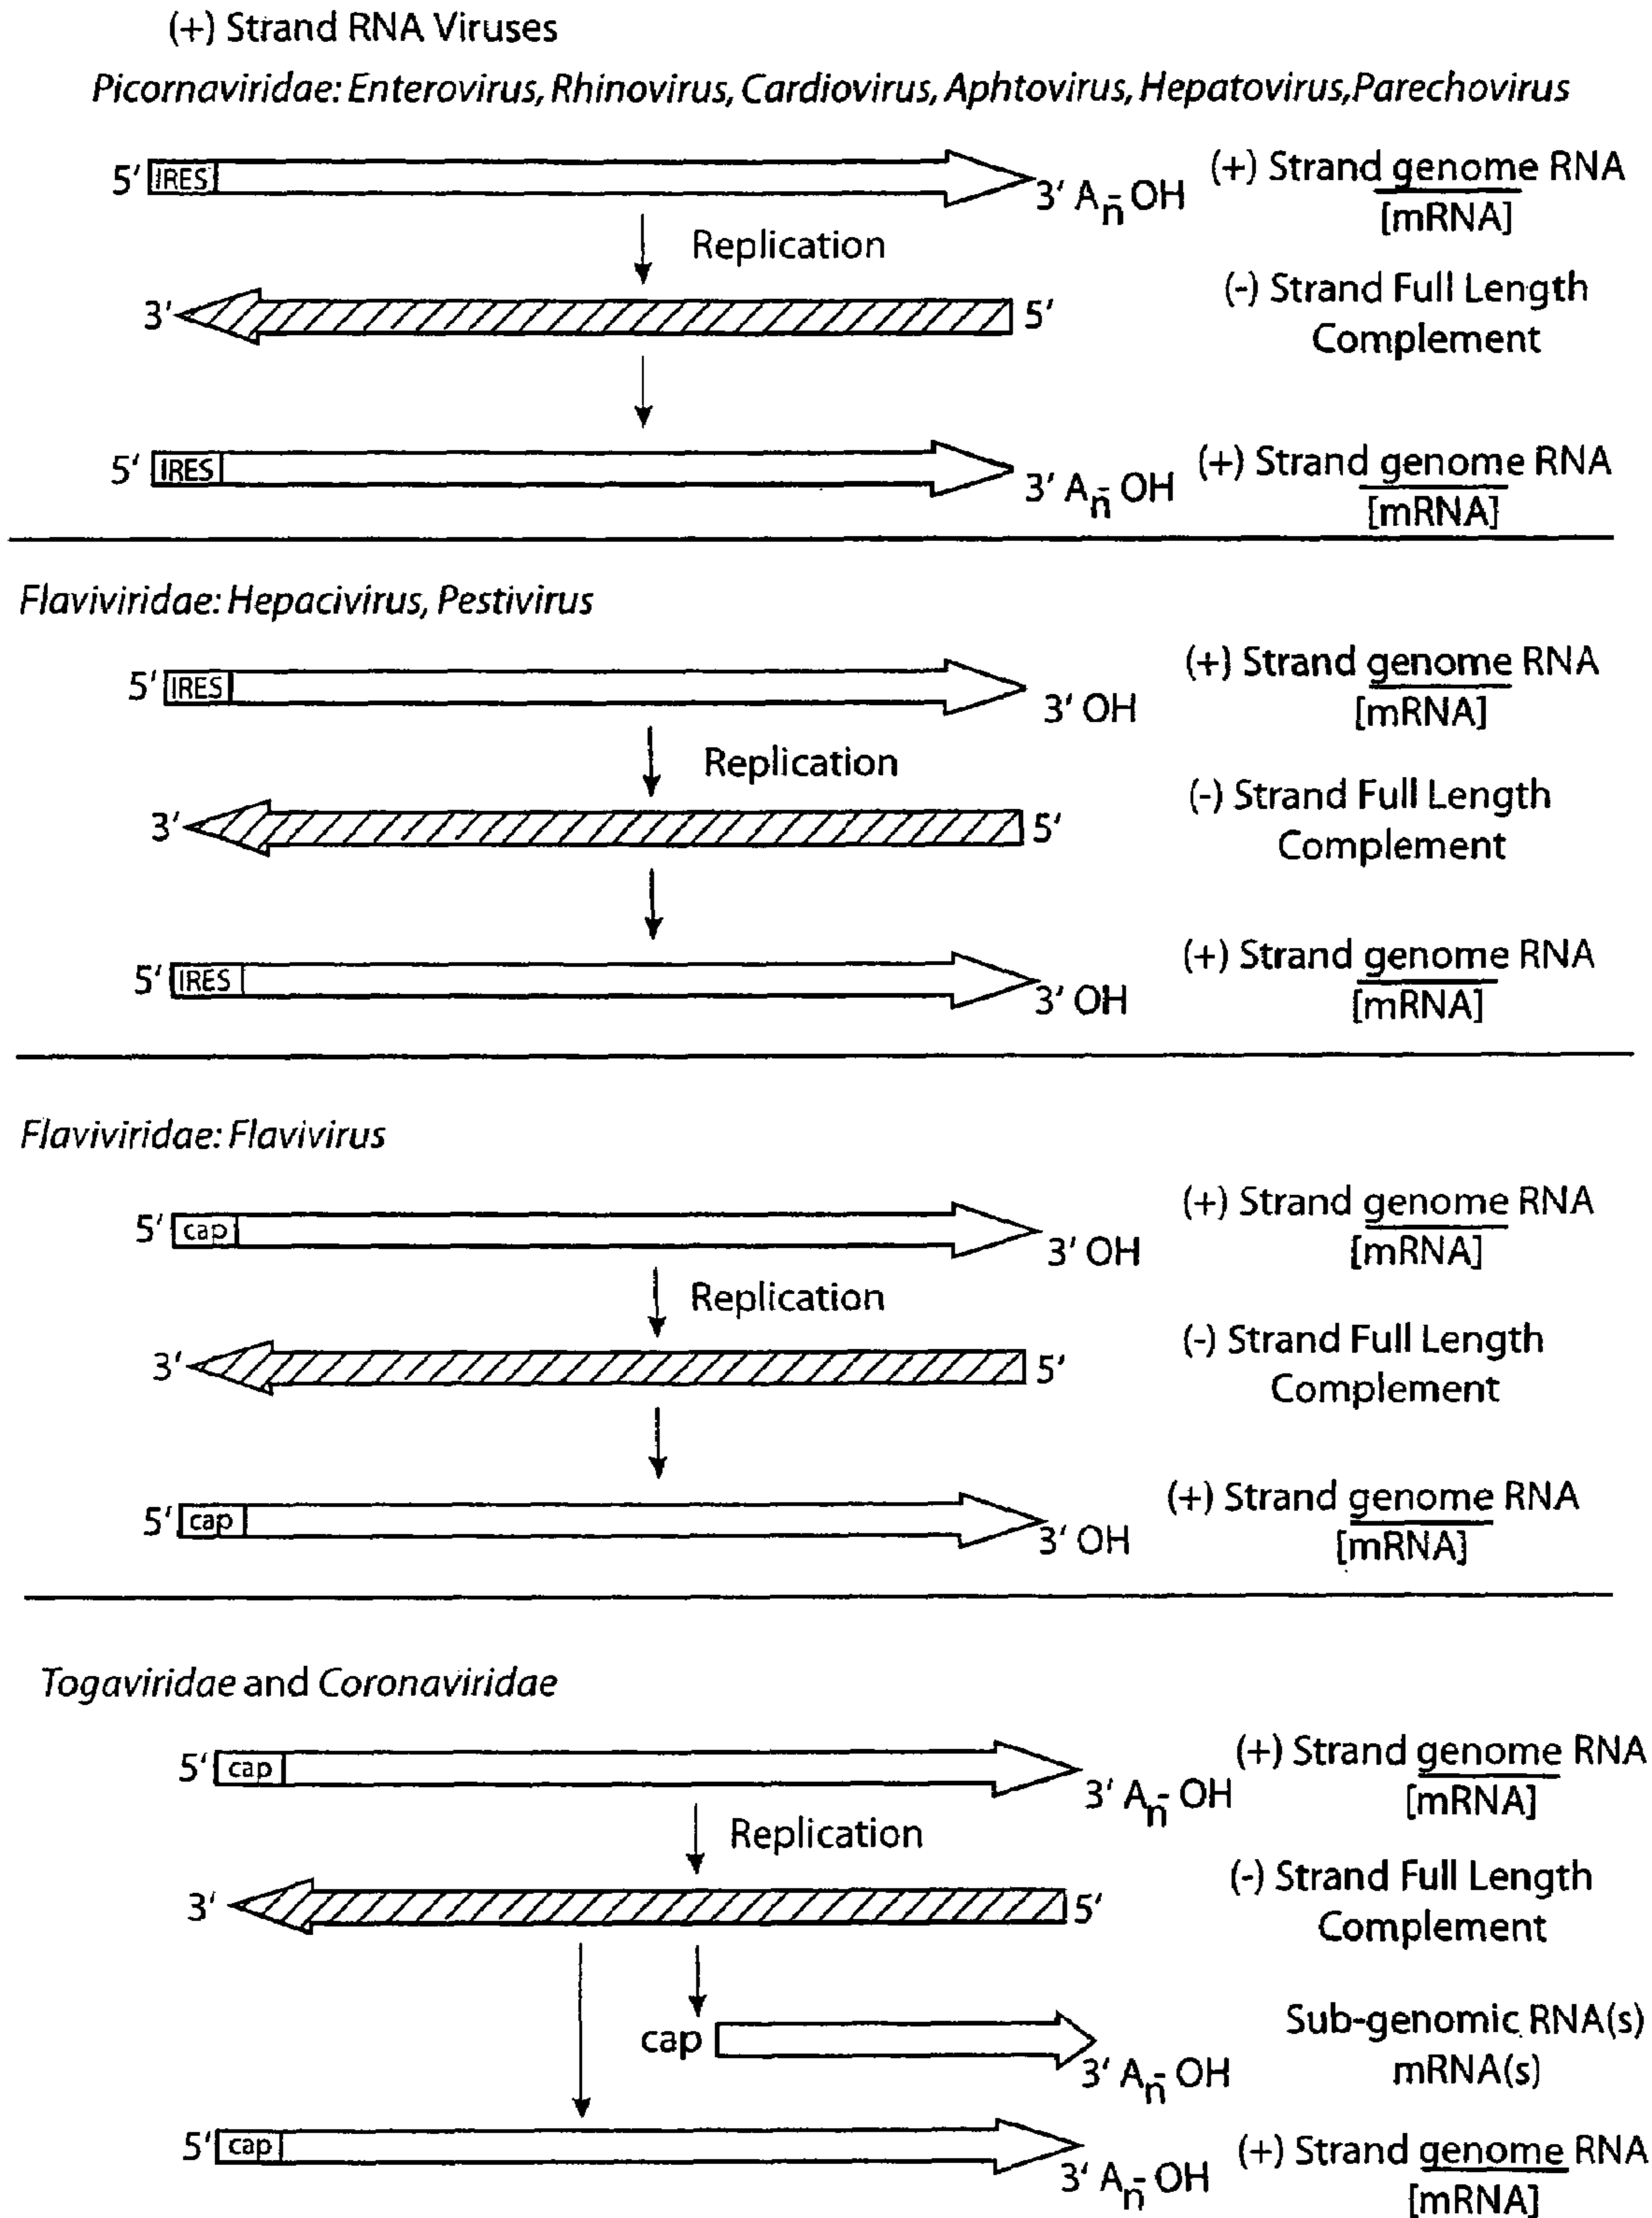 (+) Strand RNA Viruses
Picornaviridae: Enterovirus, Rhinovirus, Cardiovirus, Aphtovirus, Hepatovirus,Parechovirus
5' IRES 3' An-OH (+) Strand genome RNA
[mRNA]
Replication
3' 5' (-) Strand Full Length
Complement
5' IRES 3' An-OH (+) Strand genome RNA
[mRNA]
Flaviviridae: Hepacivirus, Pestivirus
5' IRES 3' OH (+) Strand genome RNA
[mRNA]
Replication
3' 5' (-) Strand Full Length
Complement
5' IRES 3' OH (+) Strand genome RNA
[mRNA]
Flaviviridae: Flavivirus
5' cap 3' OH (+) Strand genome RNA
[mRNA]
Replication
3' 5' (-) Strand Full Length
Complement
5' cap 3' OH (+) Strand genome RNA
[mRNA]
Togaviridae and Coronaviridae
5' cap 3' An-OH (+) Strand genome RNA
[mRNA]
Replication
3' 5' (-) Strand Full Length
Complement
cap 3' An-OH Sub-genomic RNA(s)
mRNA(s)
5' cap 3' An-OH (+) Strand genome RNA
[mRNA]